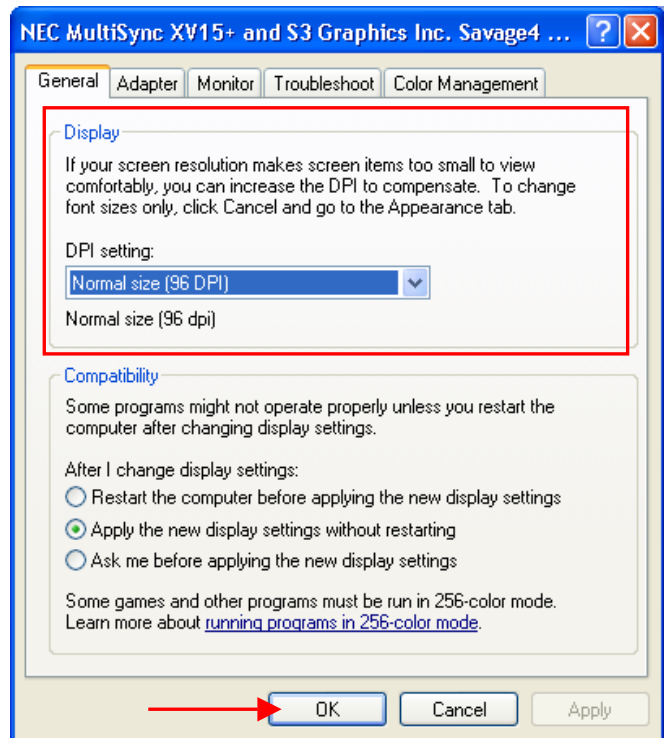 NEC MultiSync XV15+ and S3 Graphics Inc. Savage4 ...
General Adapter Monitor Troubleshoot Color Management
Display
If your screen resolution makes screen items too small to view
comfortably, you can increase the DPI to compensate. To change
font sizes only, click Cancel and go to the Appearance tab.
DPI setting:
Normal size (96 DPI)
Normal size (96 dpi)
Compatibility
Some programs might not operate properly unless you restart the
computer after changing display settings.
After I change display settings:
Restart the computer before applying the new display settings
Apply the new display settings without restarting
Ask me before applying the new display settings
Some games and other programs must be run in 256-color mode.
Learn more about running programs in 256-color mode.
OK Cancel Apply